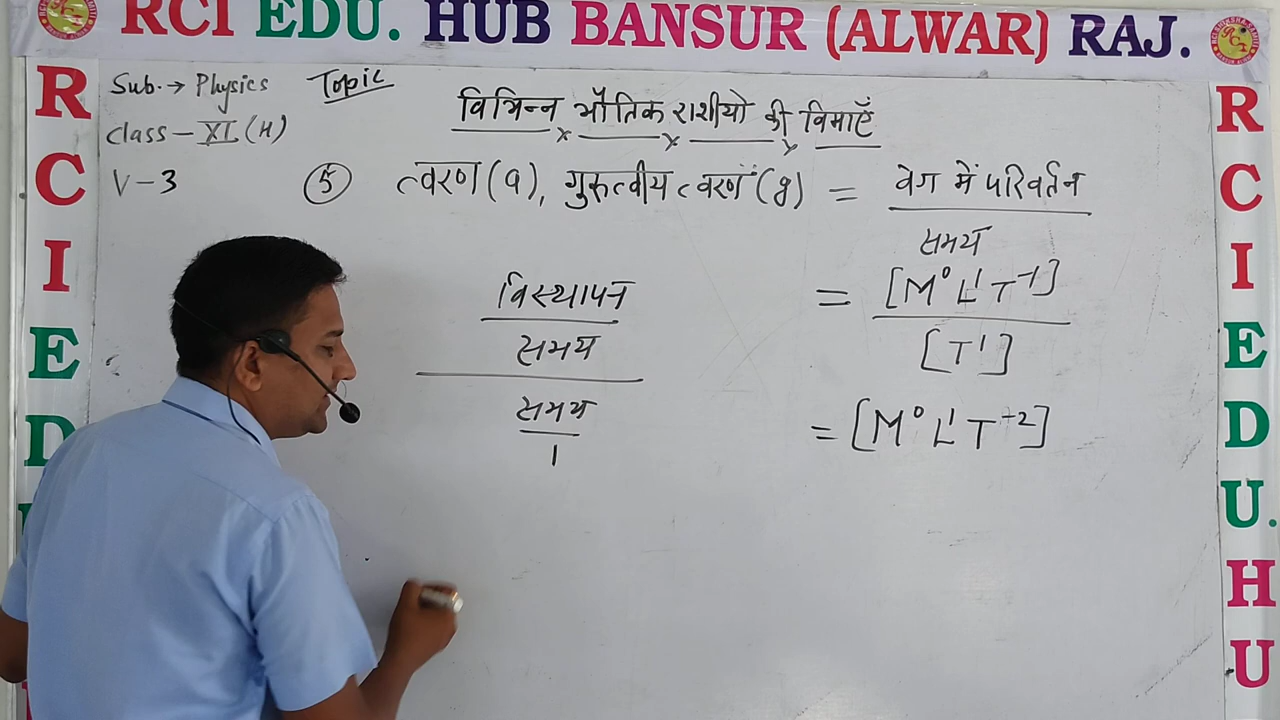 RCI EDU. HUB BANSUR (ALWAR) RAJ.
Sub. → Physics
Topic
Class - XI (H)
विभिन्न भौतिक राशीयो की विमाएँ
V-3
⑤ त्वरण (a), गुरुत्वीय त्वरण (g) = वेग में परिवर्तन
समय
विस्थापन
समय
समय
1
= [M⁰ L¹ T⁻¹]
[T¹]
= [M⁰ L¹ T⁻²]
R
C
I
E
D
R
C
I
E
D
U.
H
U